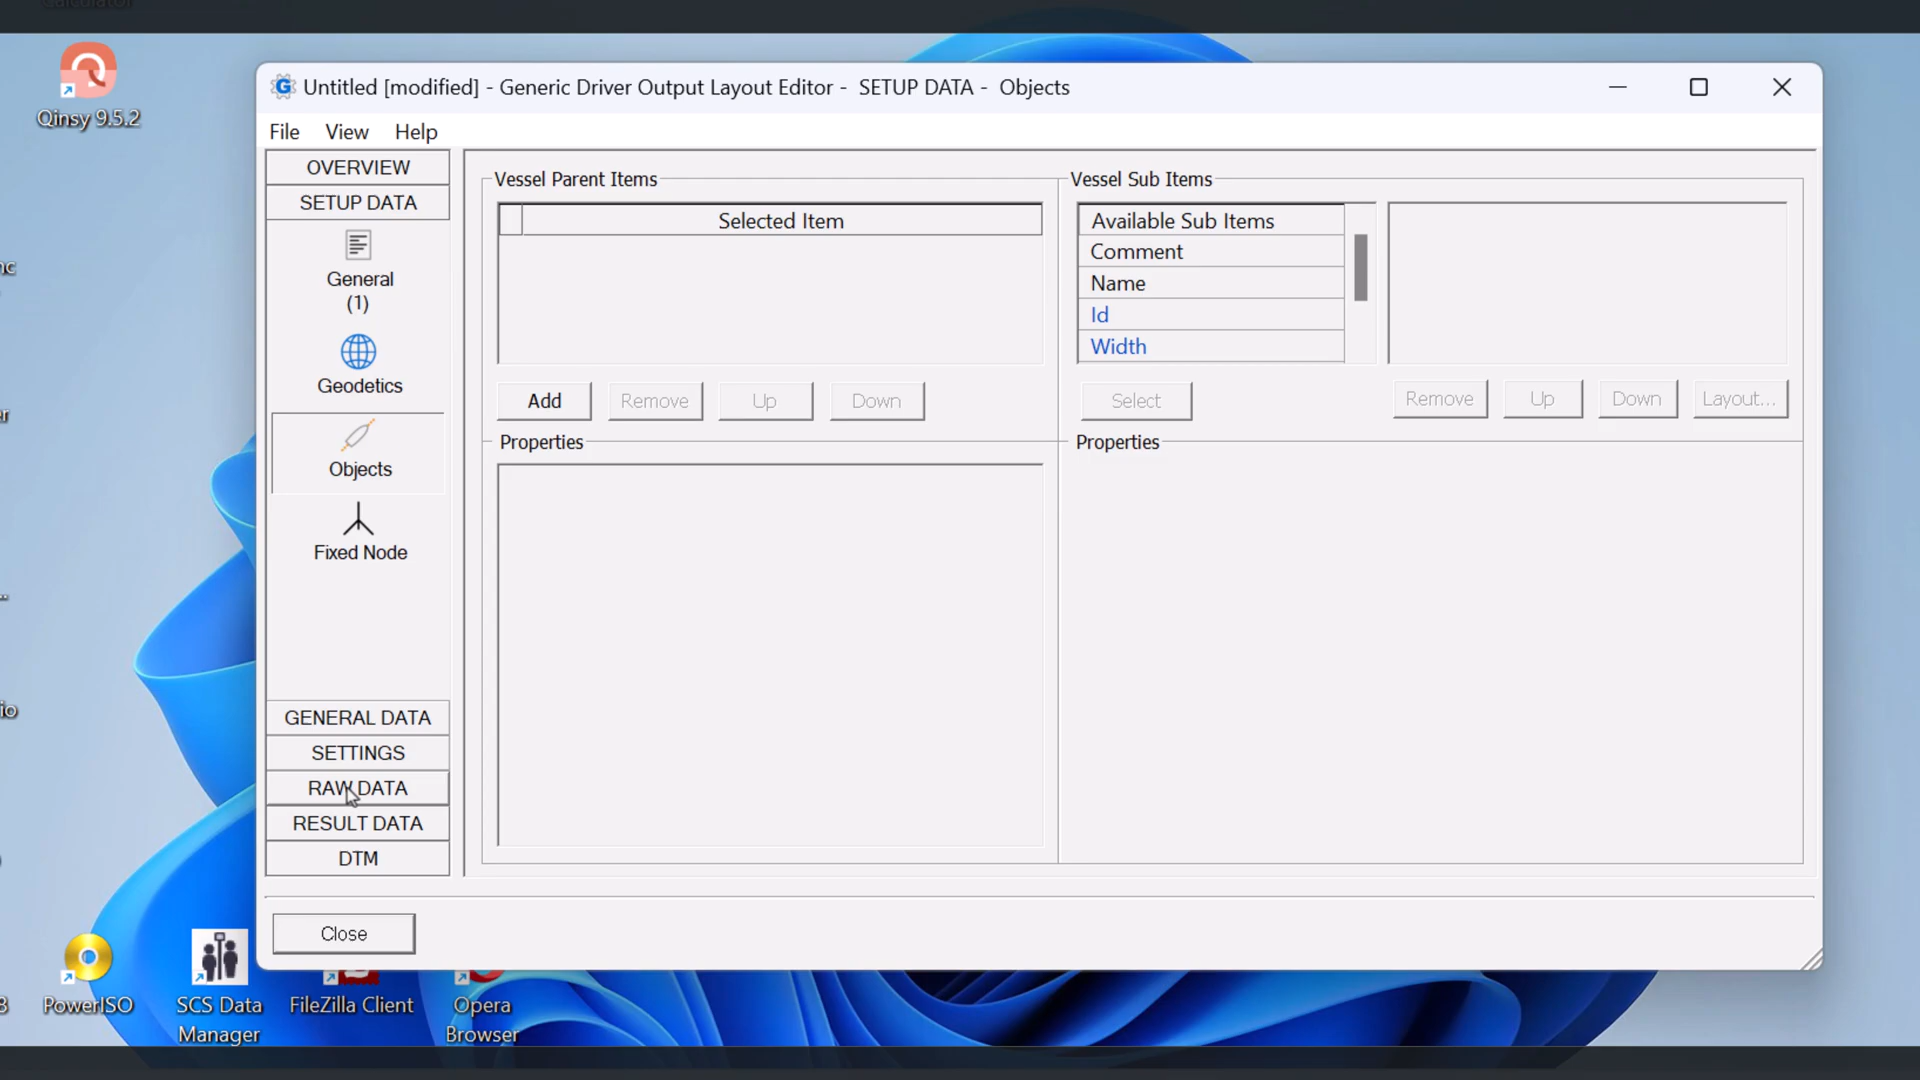 Calculator
Qinsy 9.5.2
Untitled [modified] - Generic Driver Output Layout Editor - SETUP DATA - Objects
File View Help
OVERVIEW
SETUP DATA
General
(1)
Geodetics
Objects
Fixed Node
GENERAL DATA
SETTINGS
RAW DATA
RESULT DATA
DTM
Vessel Parent Items
Selected Item
Add Remove Up Down
Properties
Vessel Sub Items
Available Sub Items
Comment
Name
Id
Width
Select
Remove Up Down Layout...
Properties
Close
PowerISO
SCS Data
Manager
FileZilla Client
Opera
Browser